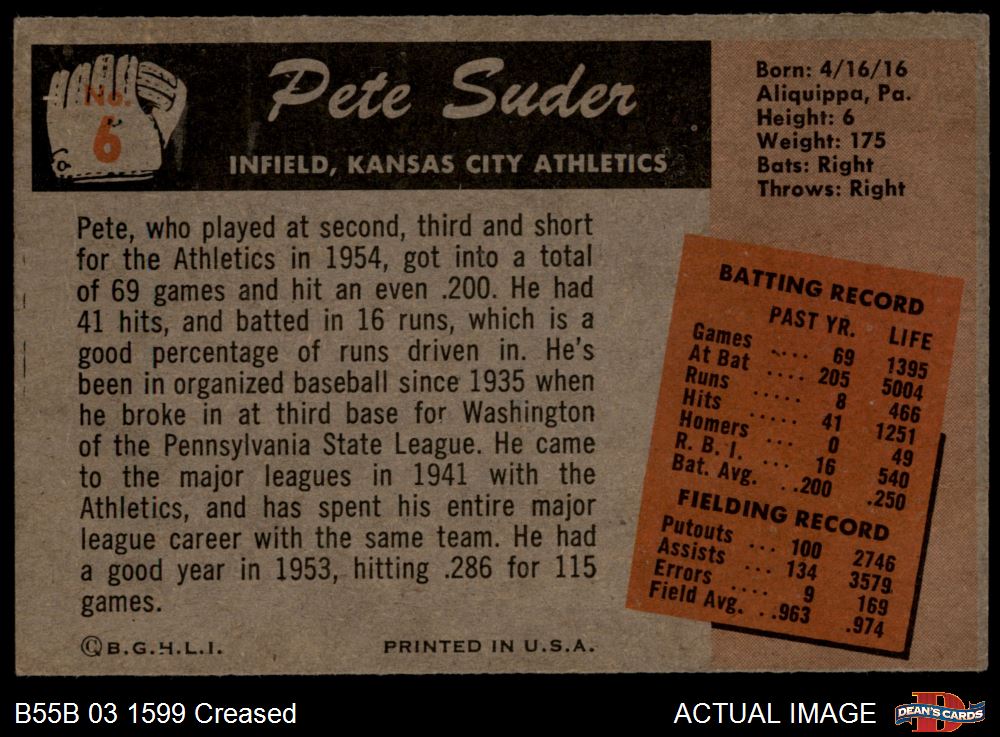 No.
6
Pete Suder
INFIELD, KANSAS CITY ATHLETICS
Born: 4/16/16
Aliquippa, Pa.
Height: 6
Weight: 175
Bats: Right
Throws: Right
Pete, who played at second, third and short
for the Athletics in 1954, got into a total
of 69 games and hit an even .200. He had
41 hits, and batted in 16 runs, which is a
good percentage of runs driven in. He's
been in organized baseball since 1935 when
he broke in at third base for Washington
of the Pennsylvania State League. He came
to the major leagues in 1941 with the
Athletics, and has spent his entire major
league career with the same team. He had
a good year in 1953, hitting .286 for 115
games.
BATTING RECORD
PAST YR. LIFE
Games .... 69 1395
At Bat .... 205 5004
Runs ..... 8 466
Hits ..... 41 1251
Homers ... 0 49
R. B. I. ... 16 540
Bat. Avg. ..200 .250
FIELDING RECORD
Putouts ... 100 2746
Assists ... 134 3579
Errors .... 9 169
Field Avg. ..963 .974
©B.G.H.L.I. PRINTED IN U.S.A.
B55B 03 1599 Creased ACTUAL IMAGE
D
DEAN'S CARDS